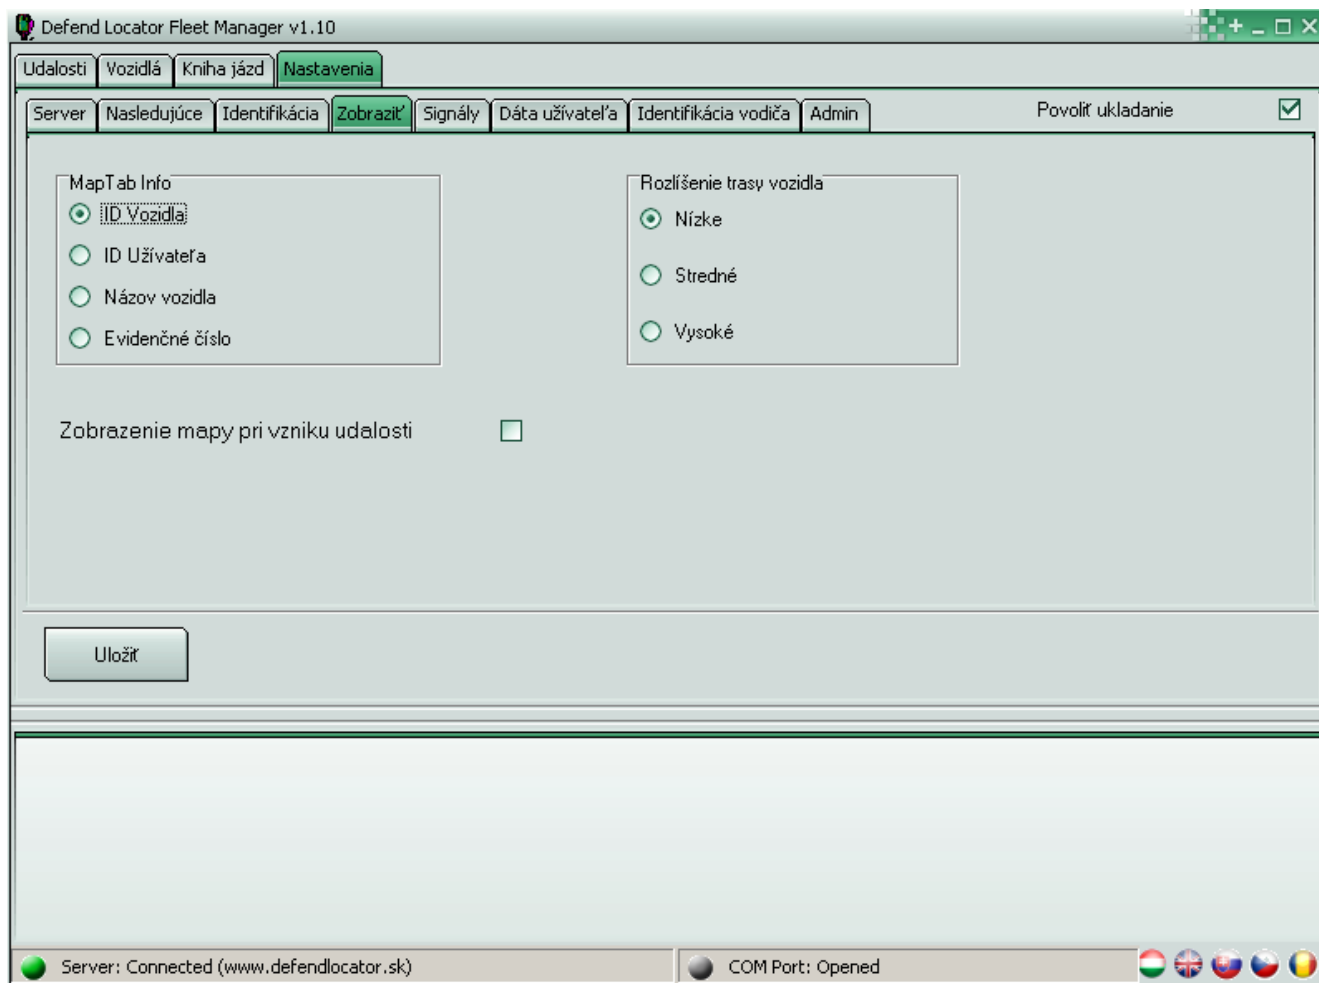 Defend Locator Fleet Manager v1.10
Udalosti Vozidlá Kniha jázd Nastavenia
Server Nasledujúce Identifikácia Zobraziť Signály Dáta užívateľa Identifikácia vodiča Admin Povoliť ukladanie
MapTab Info
ID Vozidla
ID Užívateľa
Názov vozidla
Evidenčné číslo
Rozlíšenie trasy vozidla
Nízke
Stredné
Vysoké
Zobrazenie mapy pri vzniku udalosti
Uložiť
Server: Connected (www.defendlocator.sk) COM Port: Opened